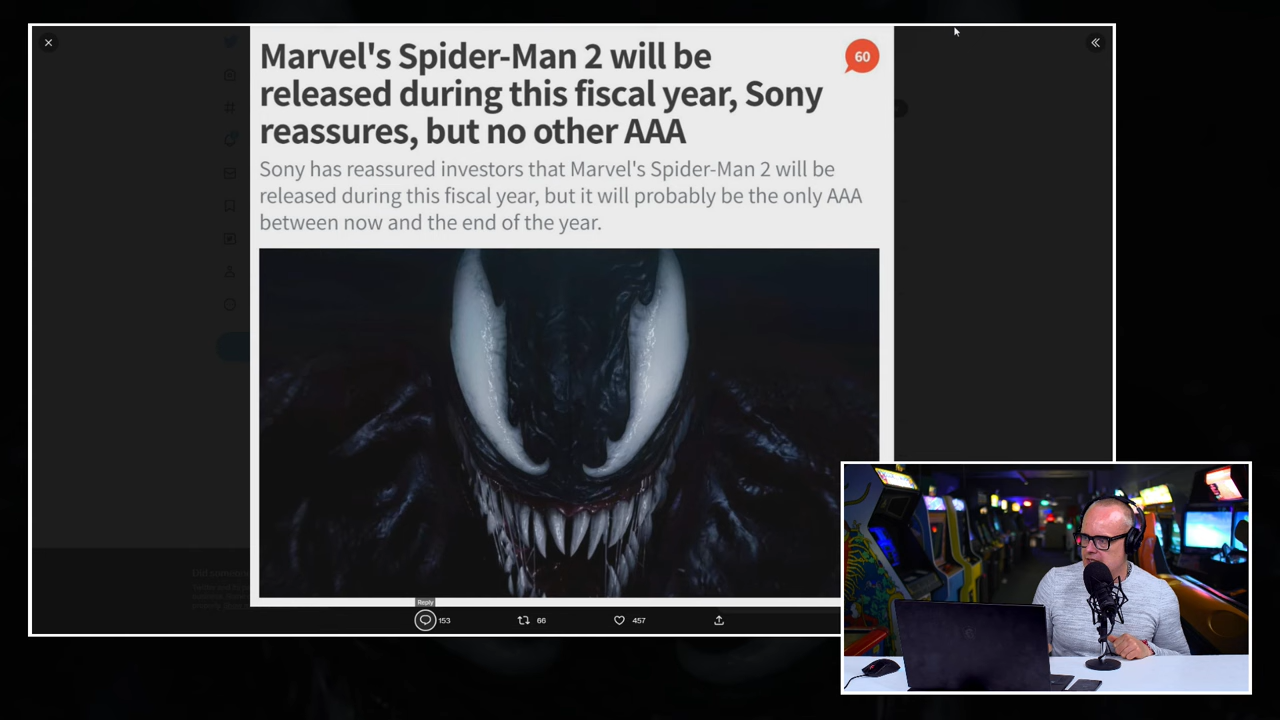 Marvel's Spider-Man 2 will be
released during this fiscal year, Sony
reassures, but no other AAA
60
Sony has reassured investors that Marvel's Spider-Man 2 will be
released during this fiscal year, but it will probably be the only AAA
between now and the end of the year.
Reply
153
66
457